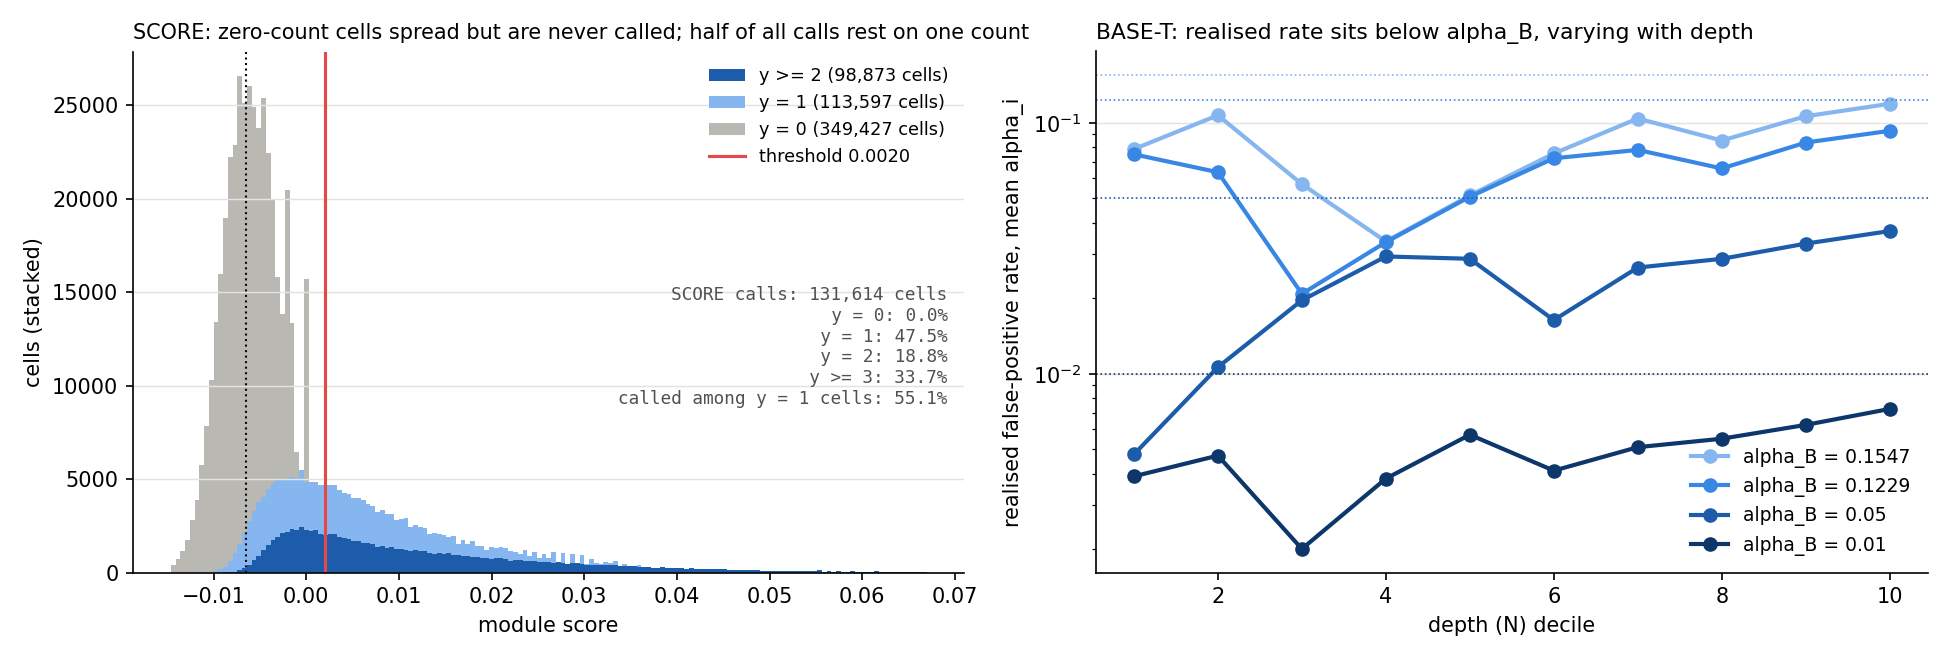 SCORE: zero-count cells spread but are never called; half of all calls rest on one count
cells (stacked)
25000
20000
15000
10000
5000
0
−0.01
0.00
0.01
0.02
0.03
0.04
0.05
0.06
0.07
module score
y >= 2 (98,873 cells)
y = 1 (113,597 cells)
y = 0 (349,427 cells)
threshold 0.0020
SCORE calls: 131,614 cells
y = 0: 0.0%
y = 1: 47.5%
y = 2: 18.8%
y >= 3: 33.7%
called among y = 1 cells: 55.1%
BASE-T: realised rate sits below alpha_B, varying with depth
realised false-positive rate, mean alpha_i
10⁻¹
10⁻²
2
4
6
8
10
depth (N) decile
alpha_B = 0.1547
alpha_B = 0.1229
alpha_B = 0.05
alpha_B = 0.01